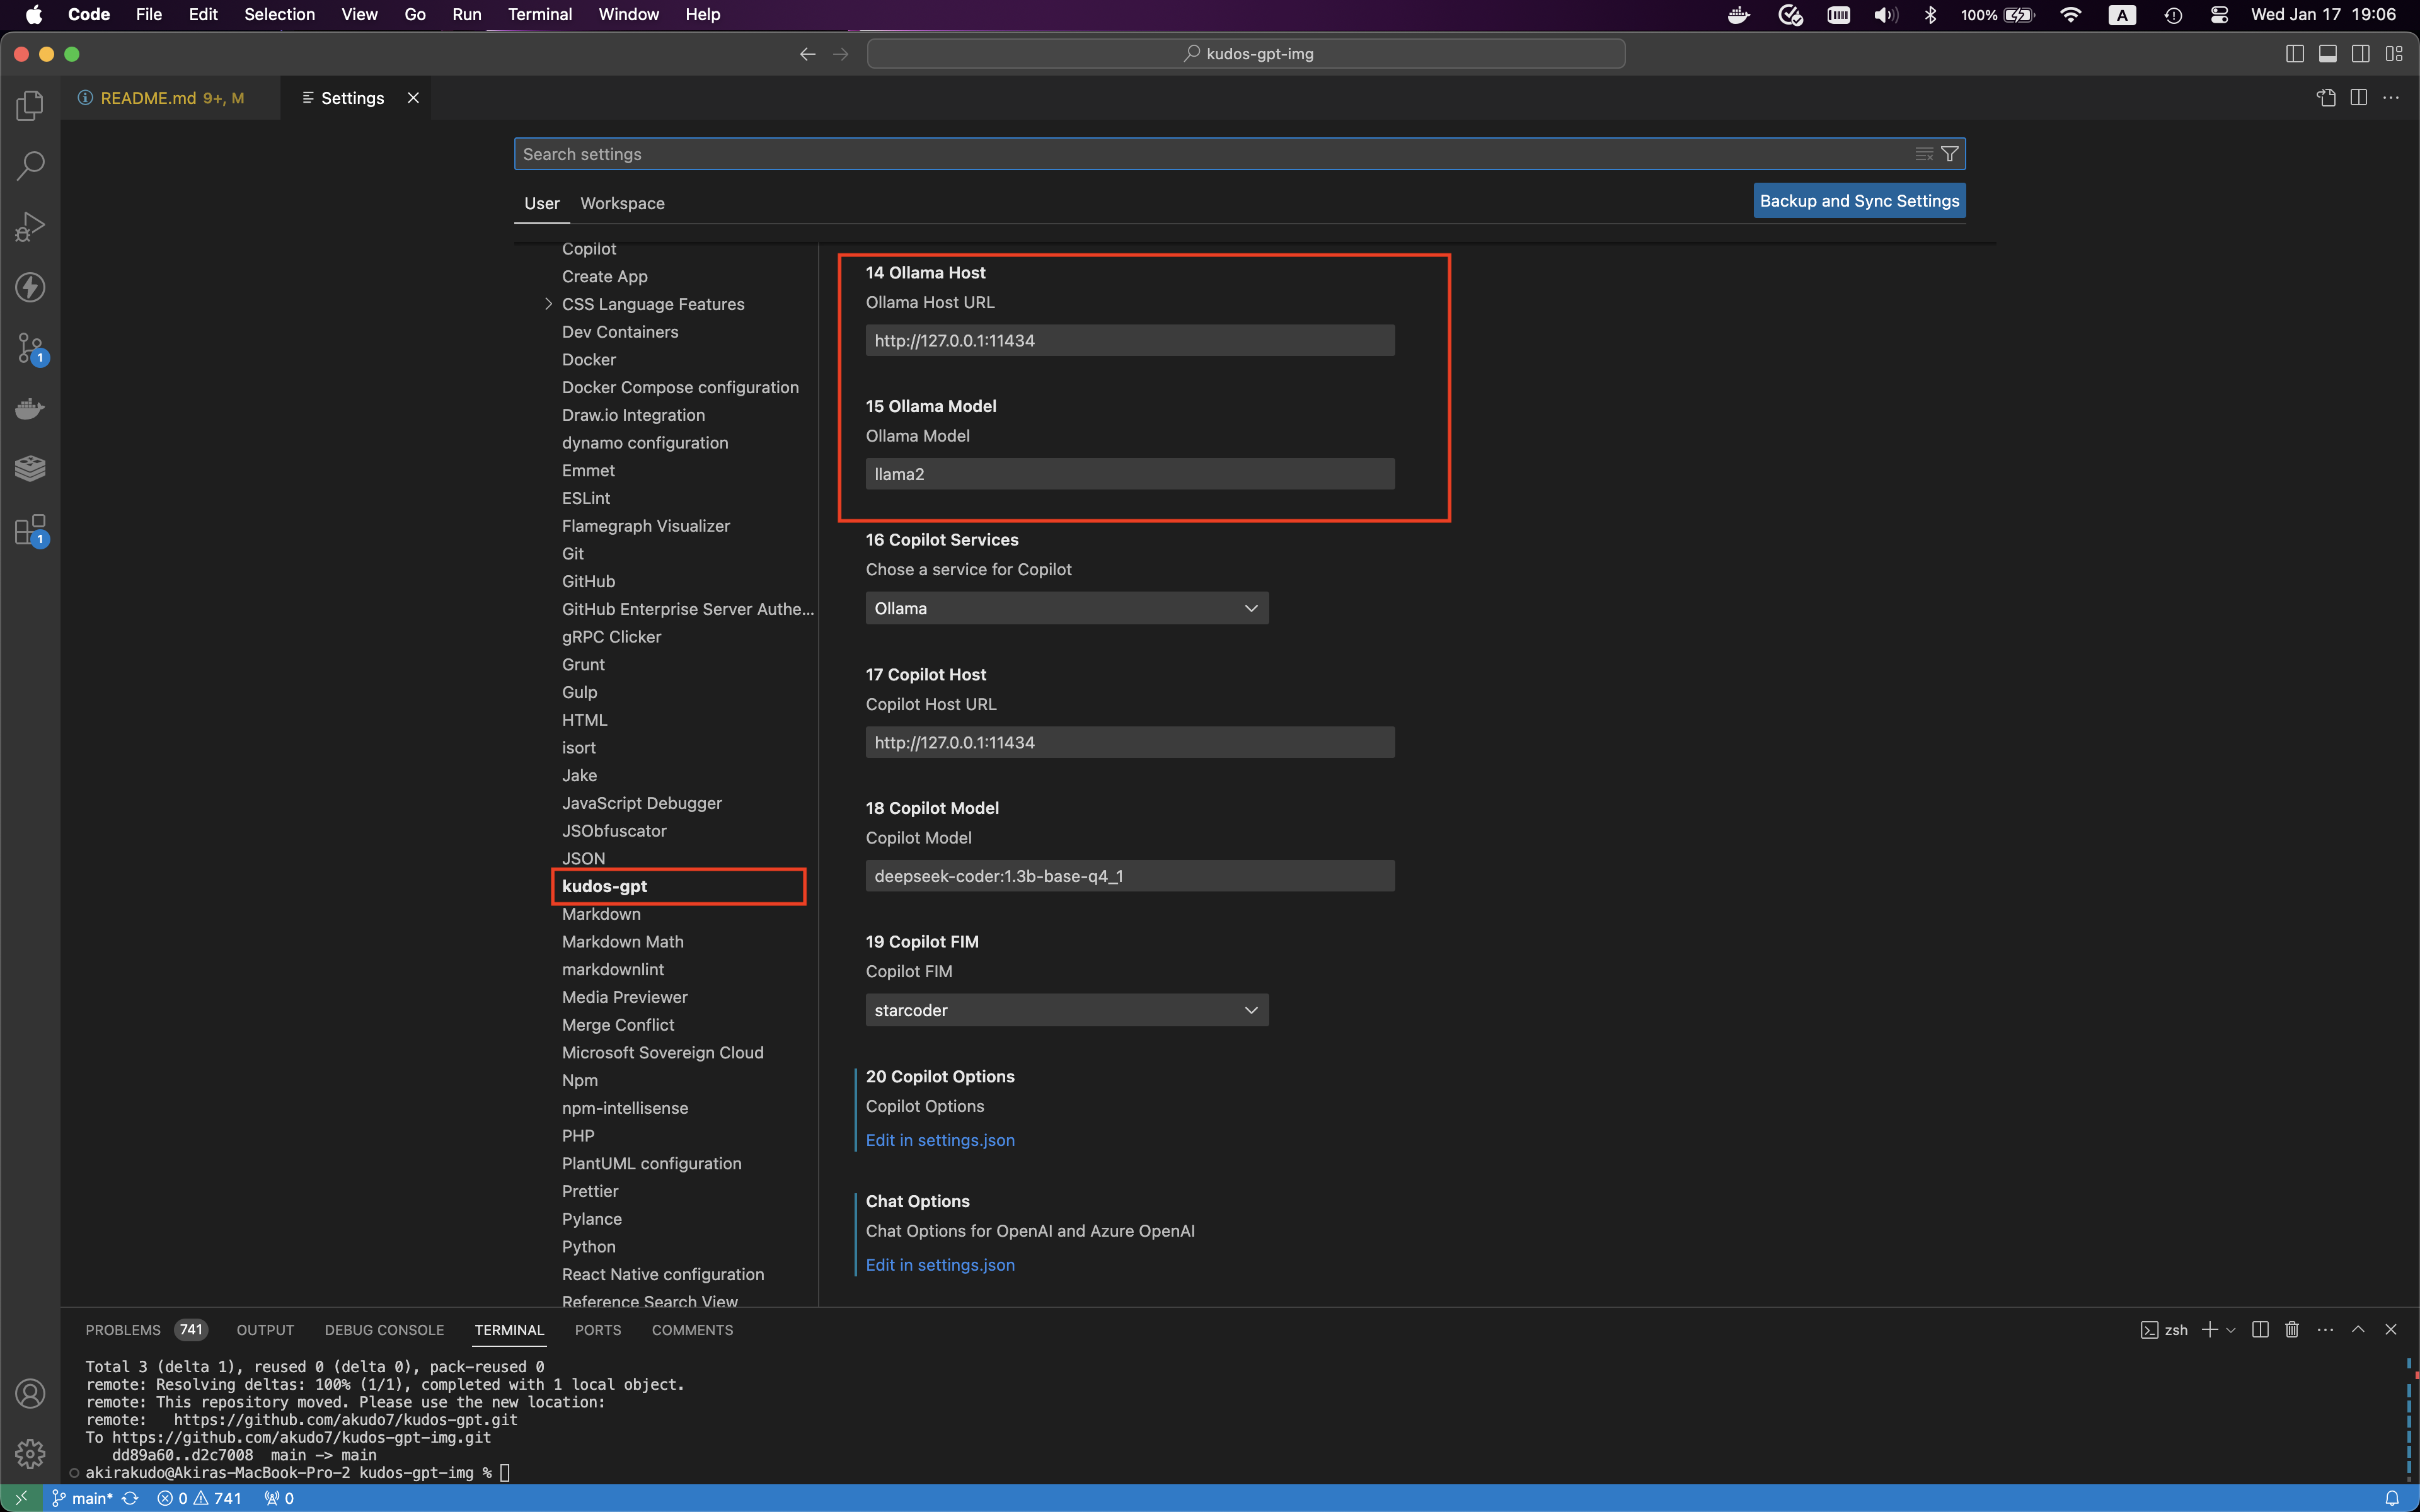 Code File Edit Selection View Go Run Terminal Window Help 100% A Wed Jan 17 19:06
kudos-gpt-img
README.md 9+, M Settings
Search settings
User Workspace Backup and Sync Settings
Copilot
Create App
CSS Language Features
Dev Containers
Docker
Docker Compose configuration
Draw.io Integration
dynamo configuration
Emmet
ESLint
Flamegraph Visualizer
Git
GitHub
GitHub Enterprise Server Authe...
gRPC Clicker
Grunt
Gulp
HTML
isort
Jake
JavaScript Debugger
JSObfuscator
JSON
kudos-gpt
Markdown
Markdown Math
markdownlint
Media Previewer
Merge Conflict
Microsoft Sovereign Cloud
Npm
npm-intellisense
PHP
PlantUML configuration
Prettier
Pylance
Python
React Native configuration
Reference Search View
14 Ollama Host
Ollama Host URL
http://127.0.0.1:11434
15 Ollama Model
Ollama Model
llama2
16 Copilot Services
Chose a service for Copilot
Ollama
17 Copilot Host
Copilot Host URL
http://127.0.0.1:11434
18 Copilot Model
Copilot Model
deepseek-coder:1.3b-base-q4_1
19 Copilot FIM
Copilot FIM
starcoder
20 Copilot Options
Copilot Options
Edit in settings.json
Chat Options
Chat Options for OpenAI and Azure OpenAI
Edit in settings.json
1
1
PROBLEMS 741 OUTPUT DEBUG CONSOLE TERMINAL PORTS COMMENTS zsh
Total 3 (delta 1), reused 0 (delta 0), pack-reused 0
remote: Resolving deltas: 100% (1/1), completed with 1 local object.
remote: This repository moved. Please use the new location:
remote:   https://github.com/akudo7/kudos-gpt.git
To https://github.com/akudo7/kudos-gpt-img.git
   dd89a60..d2c7008  main -> main
akirakudo@Akiras-MacBook-Pro-2 kudos-gpt-img %
main* 0 741 0